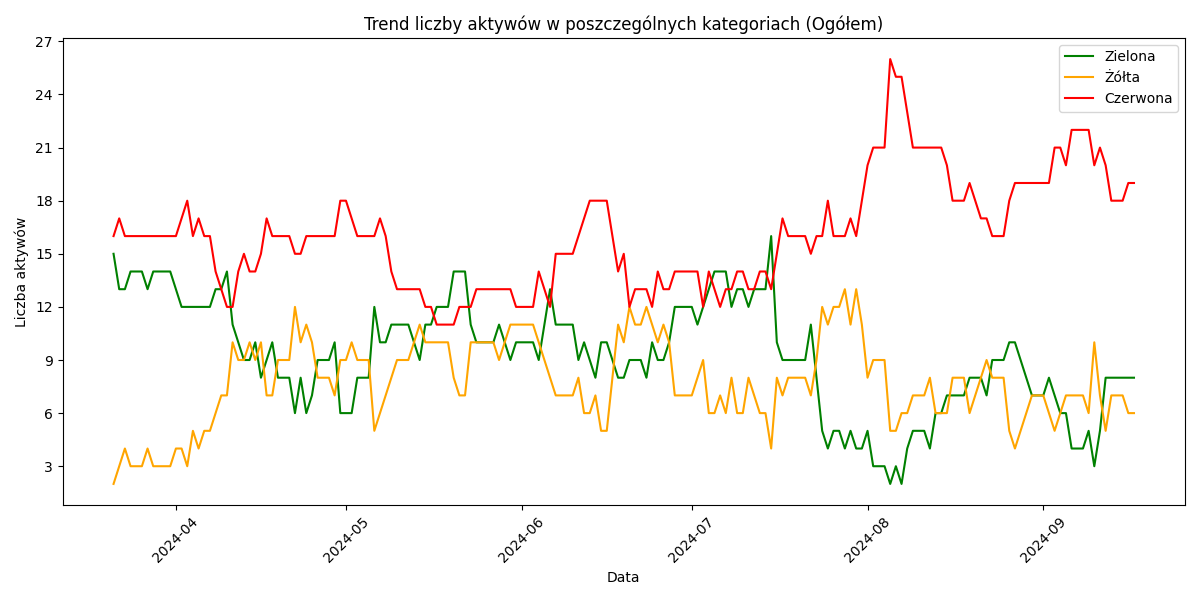 Trend liczby aktywów w poszczególnych kategoriach (Ogółem)
27
24
21
18
15
12
9
6
3
Liczba aktywów
Zielona
Żółta
Czerwona
2024-04
2024-05
2024-06
2024-07
2024-08
2024-09
Data